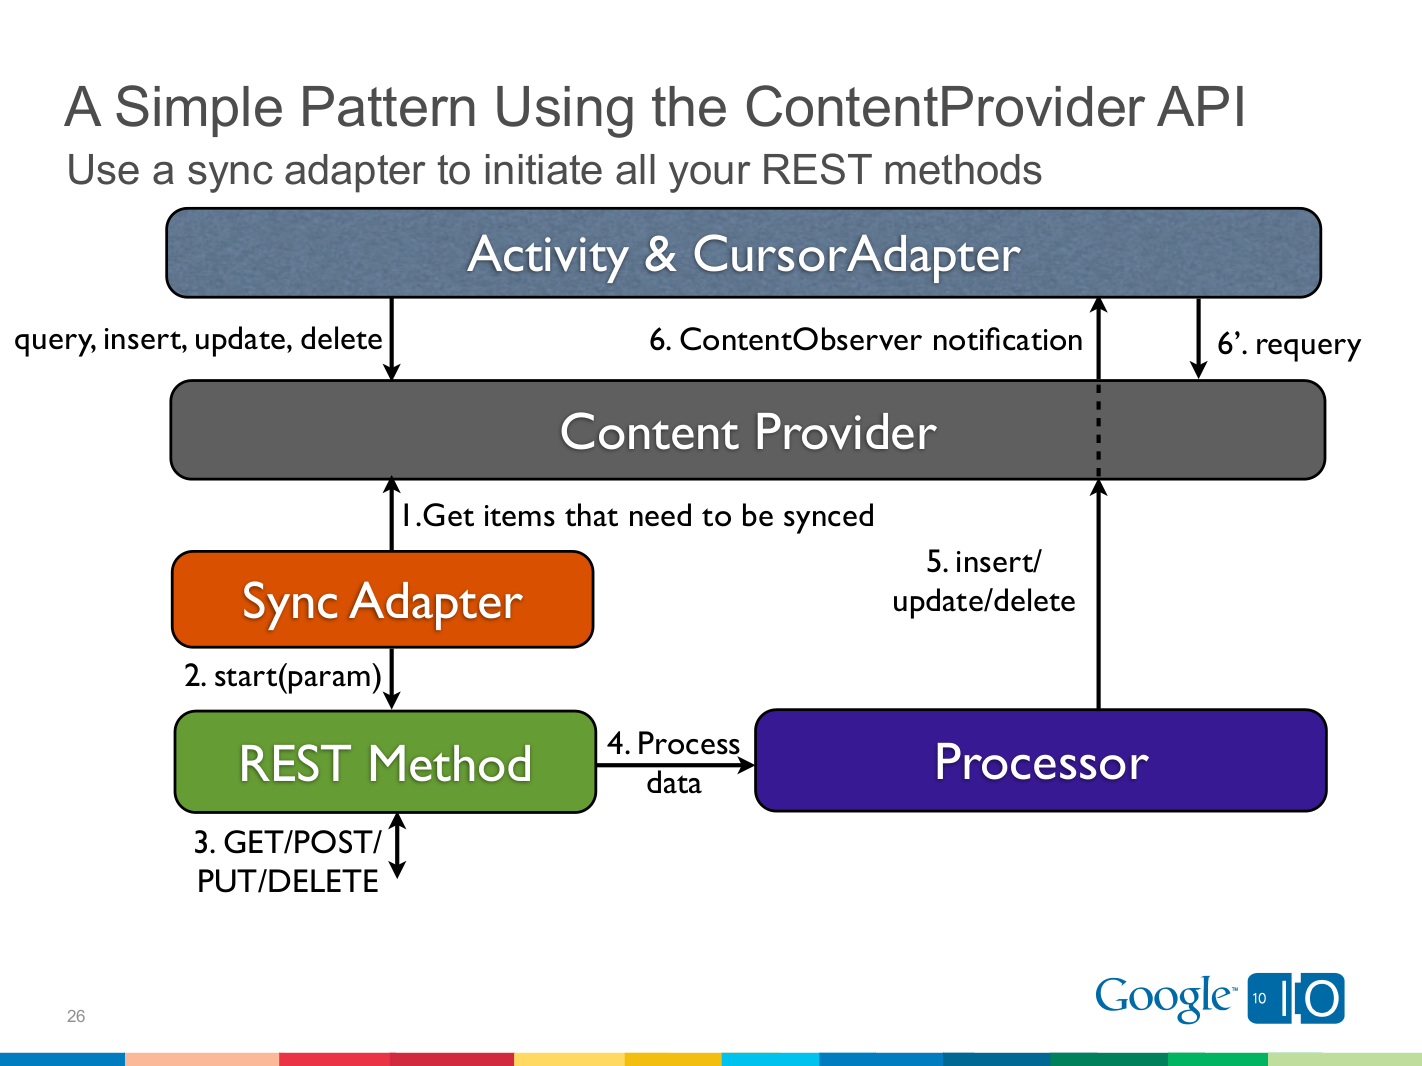 A Simple Pattern Using the ContentProvider API
Use a sync adapter to initiate all your REST methods
Activity & CursorAdapter
query, insert, update, delete
6. ContentObserver notification
6’. requery
Content Provider
1.Get items that need to be synced
Sync Adapter
5. insert/
update/delete
2. start(param)
REST Method
4. Process
data
Processor
3. GET/POST/
PUT/DELETE
26
Google™ 10 IO